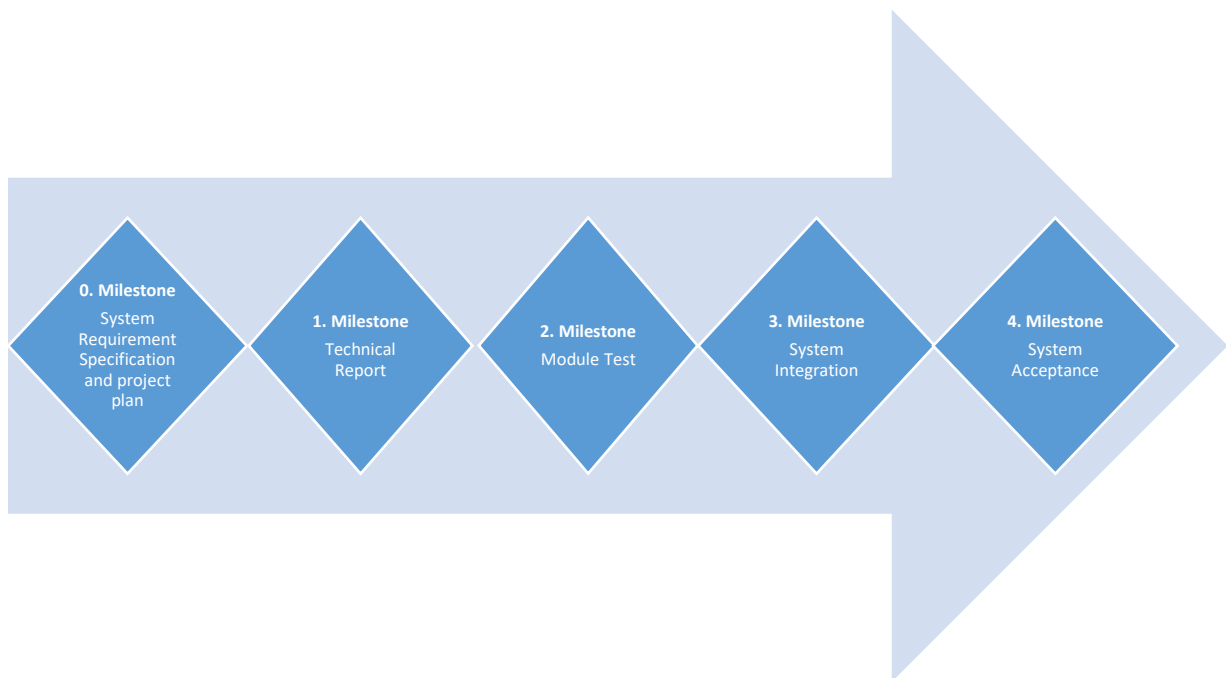 0. Milestone
System
Requirement
Specification
and project
plan
1. Milestone
Technical
Report
2. Milestone
Module Test
3. Milestone
System
Integration
4. Milestone
System
Acceptance